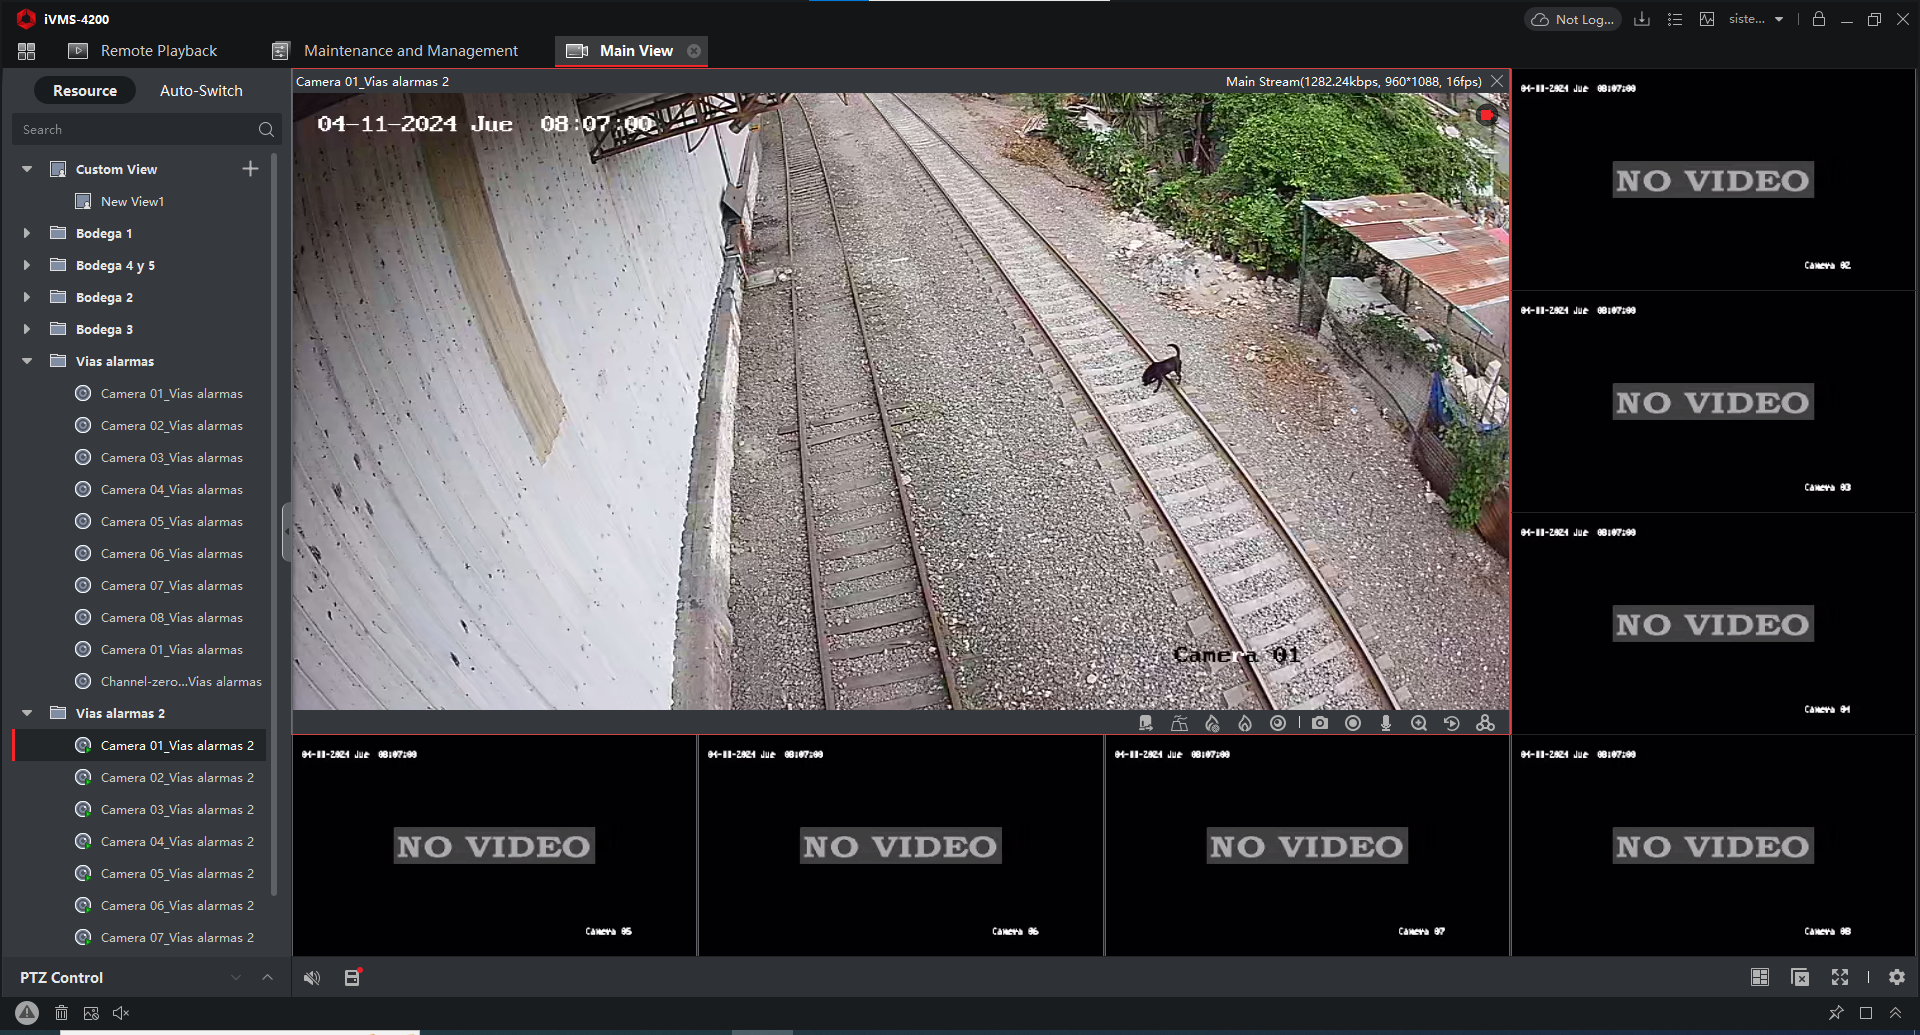 iVMS-4200
Not Log...
siste...
Remote Playback
Maintenance and Management
Main View
Resource
Auto-Switch
Search
Custom View
New View1
Bodega 1
Bodega 4 y 5
Bodega 2
Bodega 3
Vias alarmas
Camera 01_Vias alarmas
Camera 02_Vias alarmas
Camera 03_Vias alarmas
Camera 04_Vias alarmas
Camera 05_Vias alarmas
Camera 06_Vias alarmas
Camera 07_Vias alarmas
Camera 08_Vias alarmas
Camera 01_Vias alarmas
Channel-zero...Vias alarmas
Vias alarmas 2
Camera 01_Vias alarmas 2
Camera 02_Vias alarmas 2
Camera 03_Vias alarmas 2
Camera 04_Vias alarmas 2
Camera 05_Vias alarmas 2
Camera 06_Vias alarmas 2
Camera 07_Vias alarmas 2
PTZ Control
Camera 01_Vias alarmas 2
Main Stream(1282.24kbps, 960*1088, 16fps)
04-11-2024 Jue 08:07:00
Camera 01
04-11-2024 Jue 08:07:00
NO VIDEO
Camera 02
04-11-2024 Jue 08:07:00
NO VIDEO
Camera 03
04-11-2024 Jue 08:07:00
NO VIDEO
Camera 04
04-11-2024 Jue 08:07:00
NO VIDEO
Camera 05
04-11-2024 Jue 08:07:00
NO VIDEO
Camera 06
04-11-2024 Jue 08:07:00
NO VIDEO
Camera 07
04-11-2024 Jue 08:07:00
NO VIDEO
Camera 08